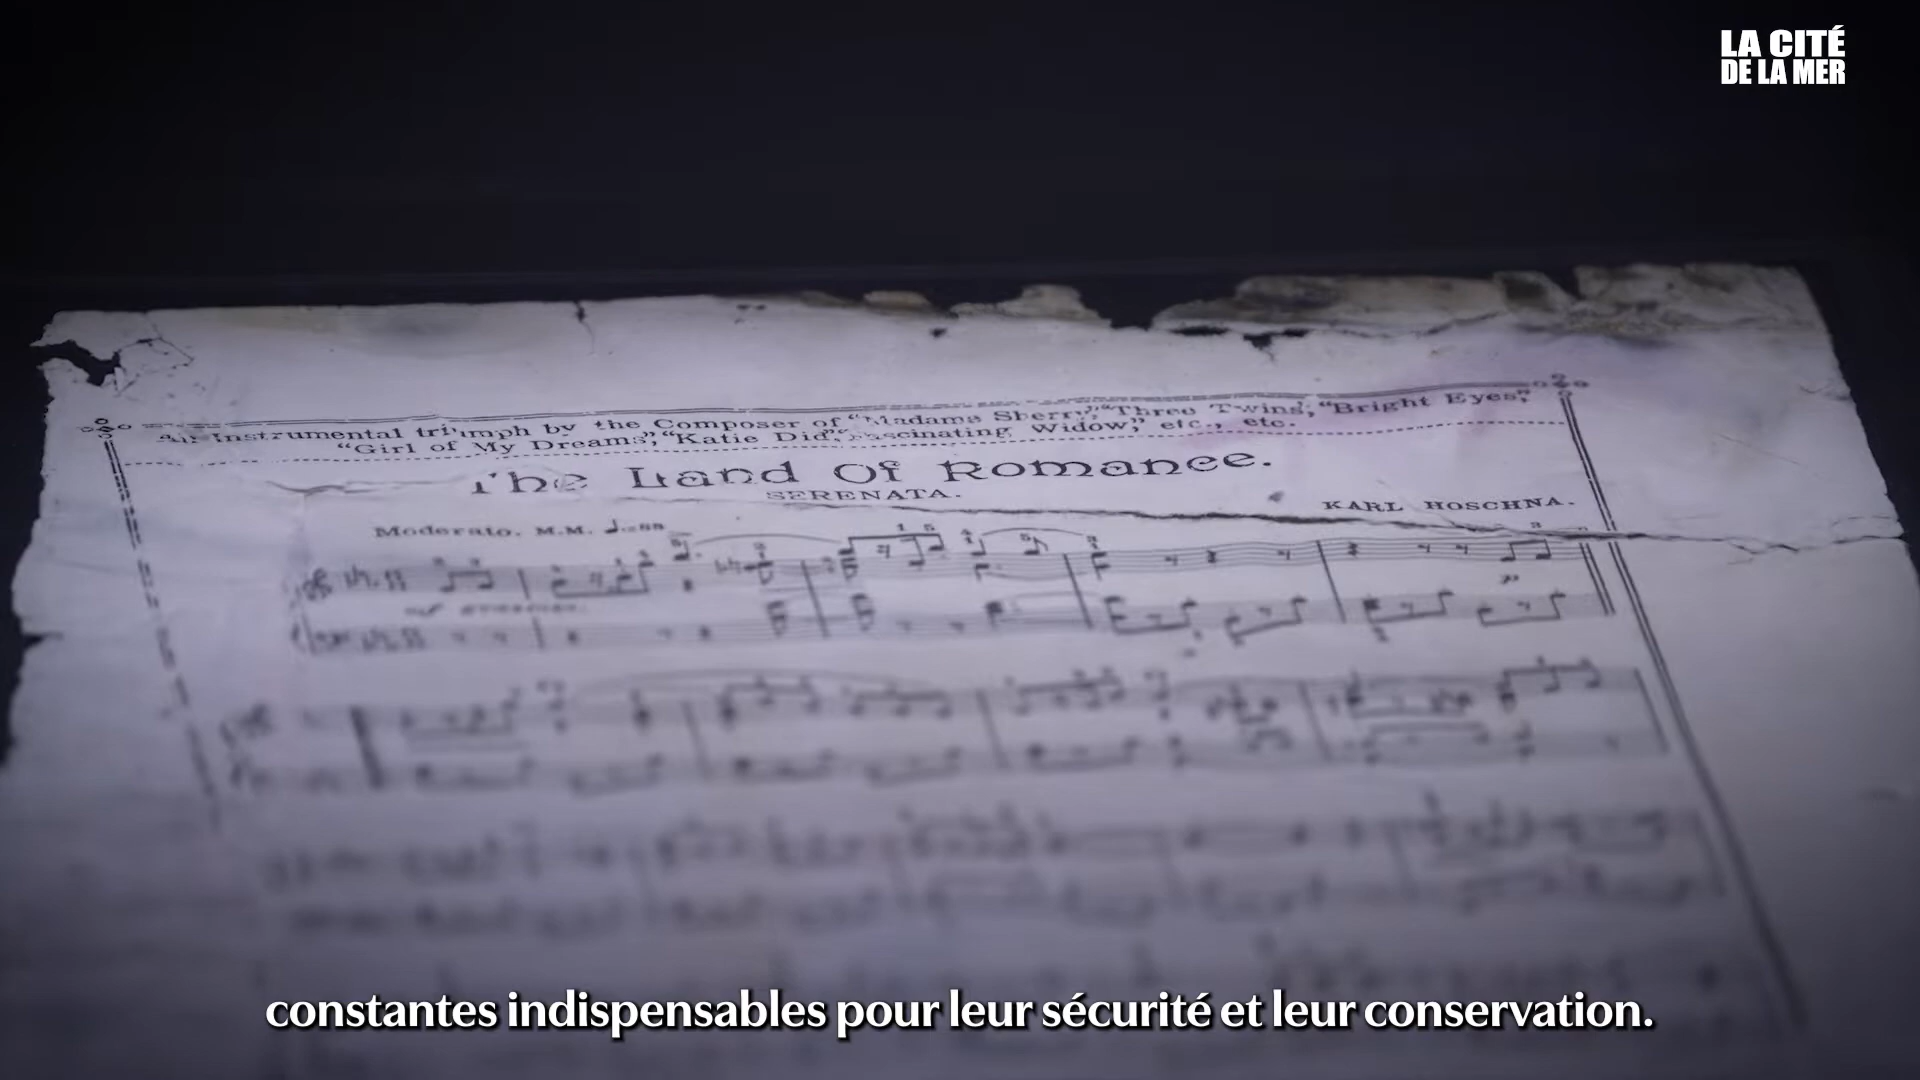 LA CITÉ
DE LA MER
An Instrumental triumph by the Composer of "Madame Sherry," "Three Twins," "Bright Eyes,"
"Girl of My Dreams," "Katie Did," Fascinating Widow," etc., etc.
The Land Of Romance.
SERENATA.
KARL HOSCHNA.
Moderato. M.M.
constantes indispensables pour leur sécurité et leur conservation.